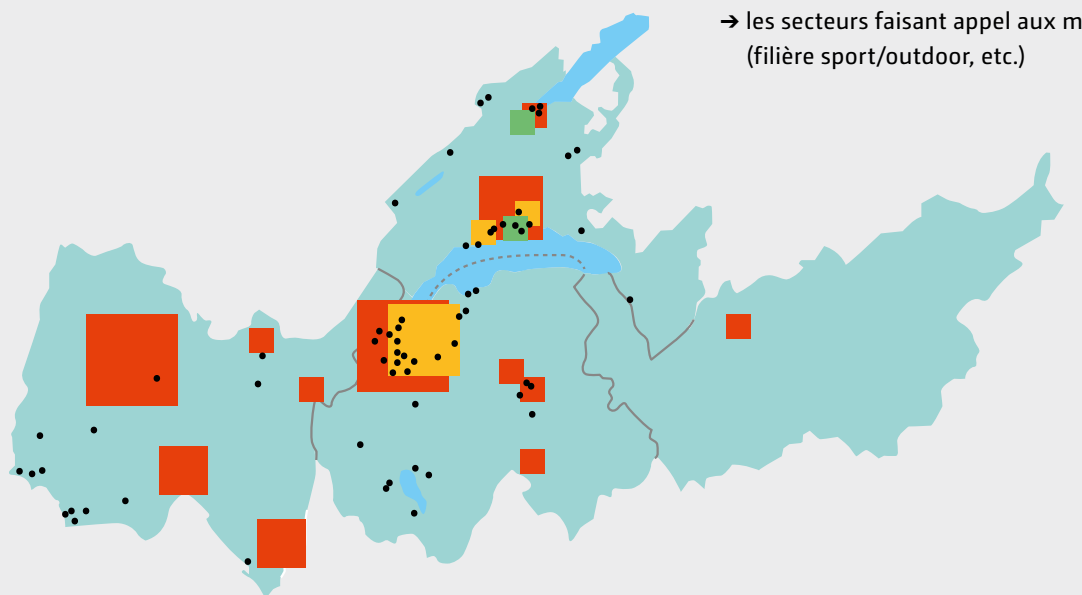 → les secteurs faisant appel aux m
(filière sport/outdoor, etc.)